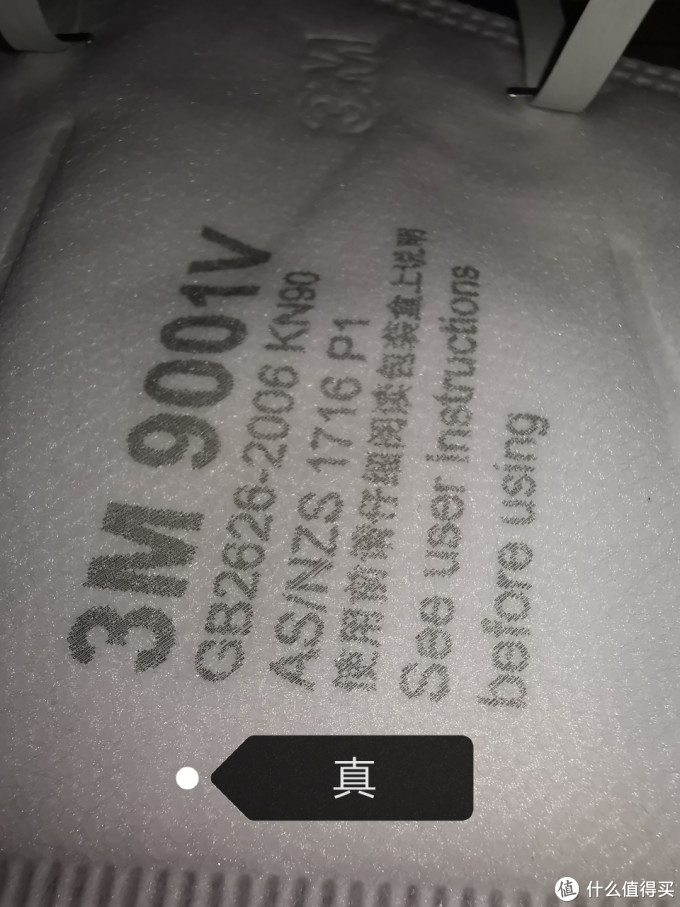 3M
3M 9001V
GB2626-2006 KN90
AS/NZS 1716 P1
使用前请仔细阅读包装盒上说明
See user instructions
before using
真
值 什么值得买